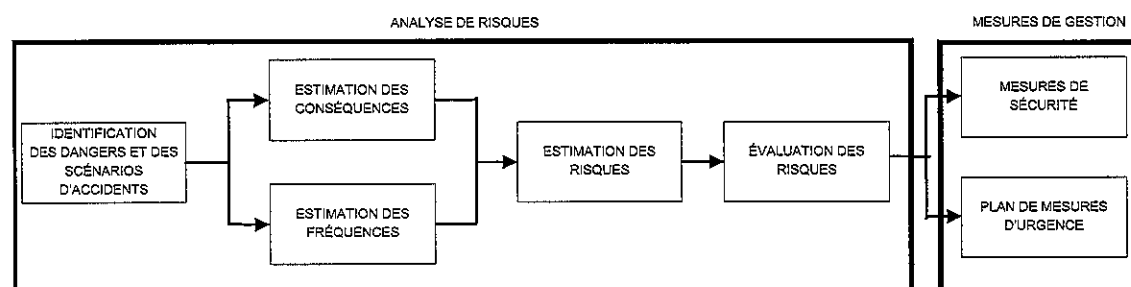 ANALYSE DE RISQUES
MESURES DE GESTION
IDENTIFICATION
DES DANGERS ET DES
SCÉNARIOS
D'ACCIDENTS
ESTIMATION DES
CONSÉQUENCES
ESTIMATION DES
FRÉQUENCES
ESTIMATION DES
RISQUES
ÉVALUATION DES
RISQUES
MESURES DE
SÉCURITÉ
PLAN DE MESURES
D'URGENCE